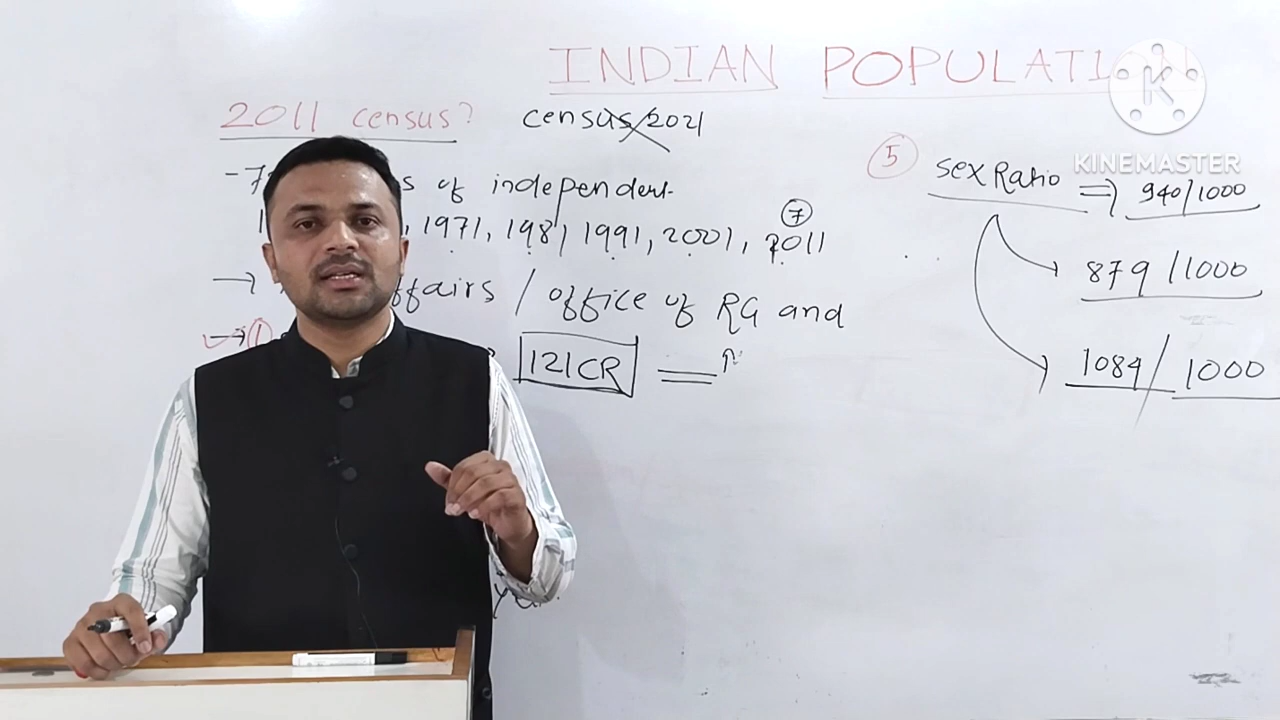 INDIAN POPULATI
2011 census? census 2021
of independent
1971, 1981, 1991, 2001, 2011
7
ffairs / office of RG and
1
121CR
5
sex Ratio ⇒ 940/1000
879/1000
1084/1000
K
KINEMASTER